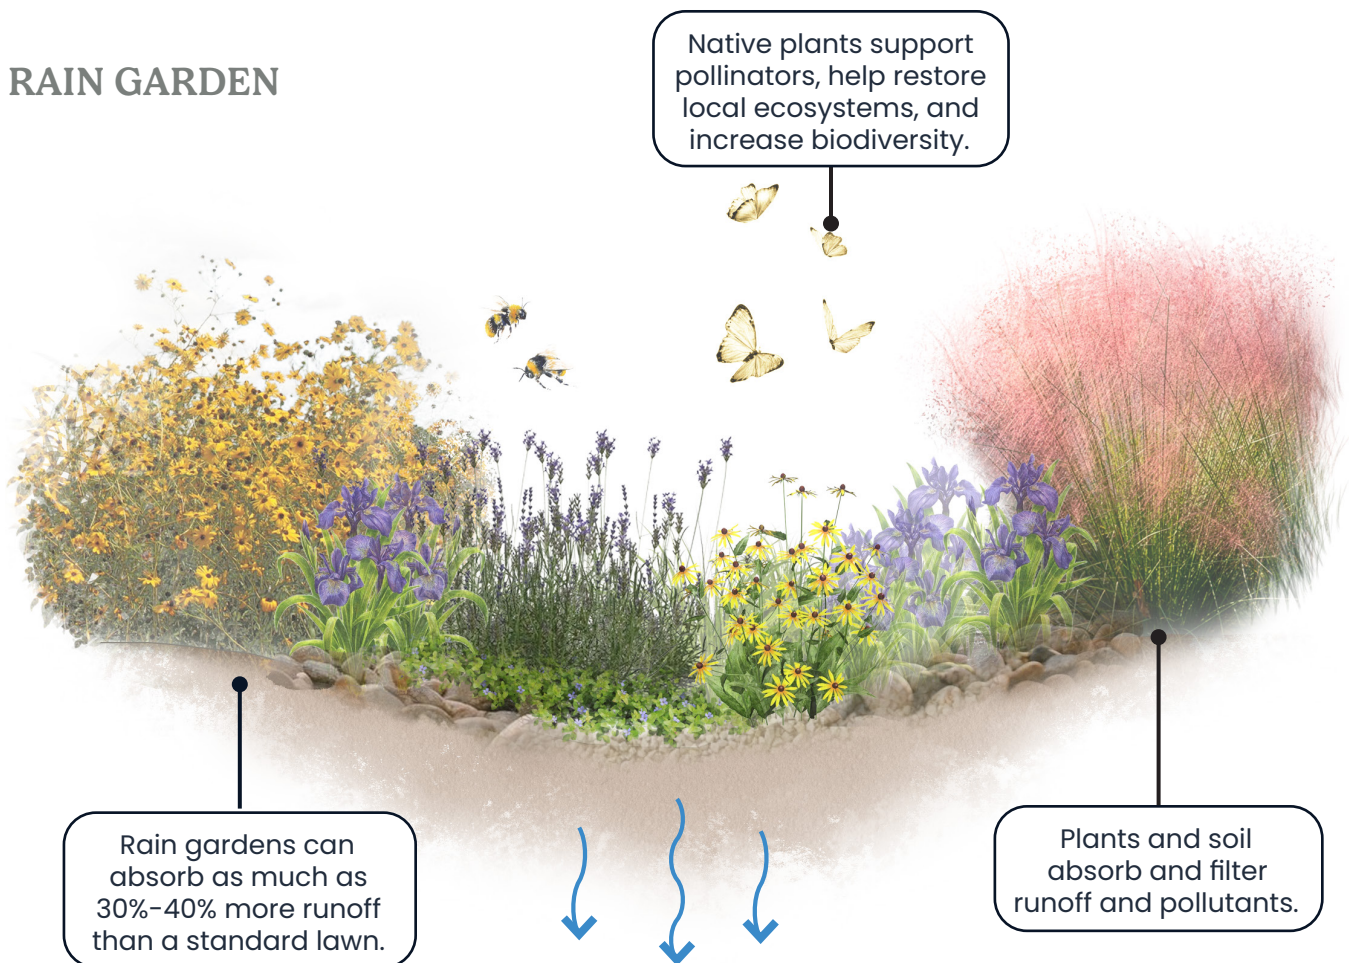 RAIN GARDEN
Native plants support
pollinators, help restore
local ecosystems, and
increase biodiversity.
Rain gardens can
absorb as much as
30%-40% more runoff
than a standard lawn.
Plants and soil
absorb and filter
runoff and pollutants.